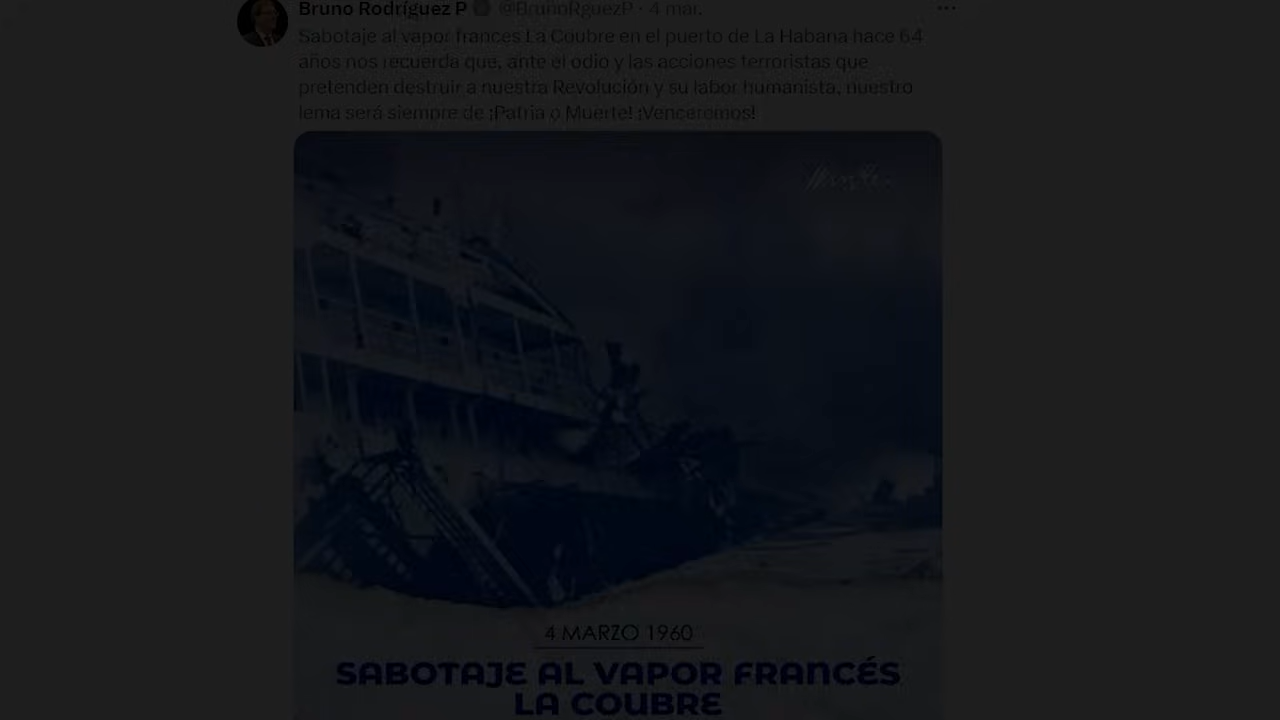 Bruno Rodríguez P @BrunoRguezP · 4 mar.
Sabotaje al vapor frances La Coubre en el puerto de La Habana hace 64
años nos recuerda que, ante el odio y las acciones terroristas que
pretenden destruir a nuestra Revolución y su labor humanista, nuestro
lema será siempre de ¡Patria o Muerte! ¡Venceremos!
4 MARZO 1960
SABOTAJE AL VAPOR FRANCÉS
LA COUBRE